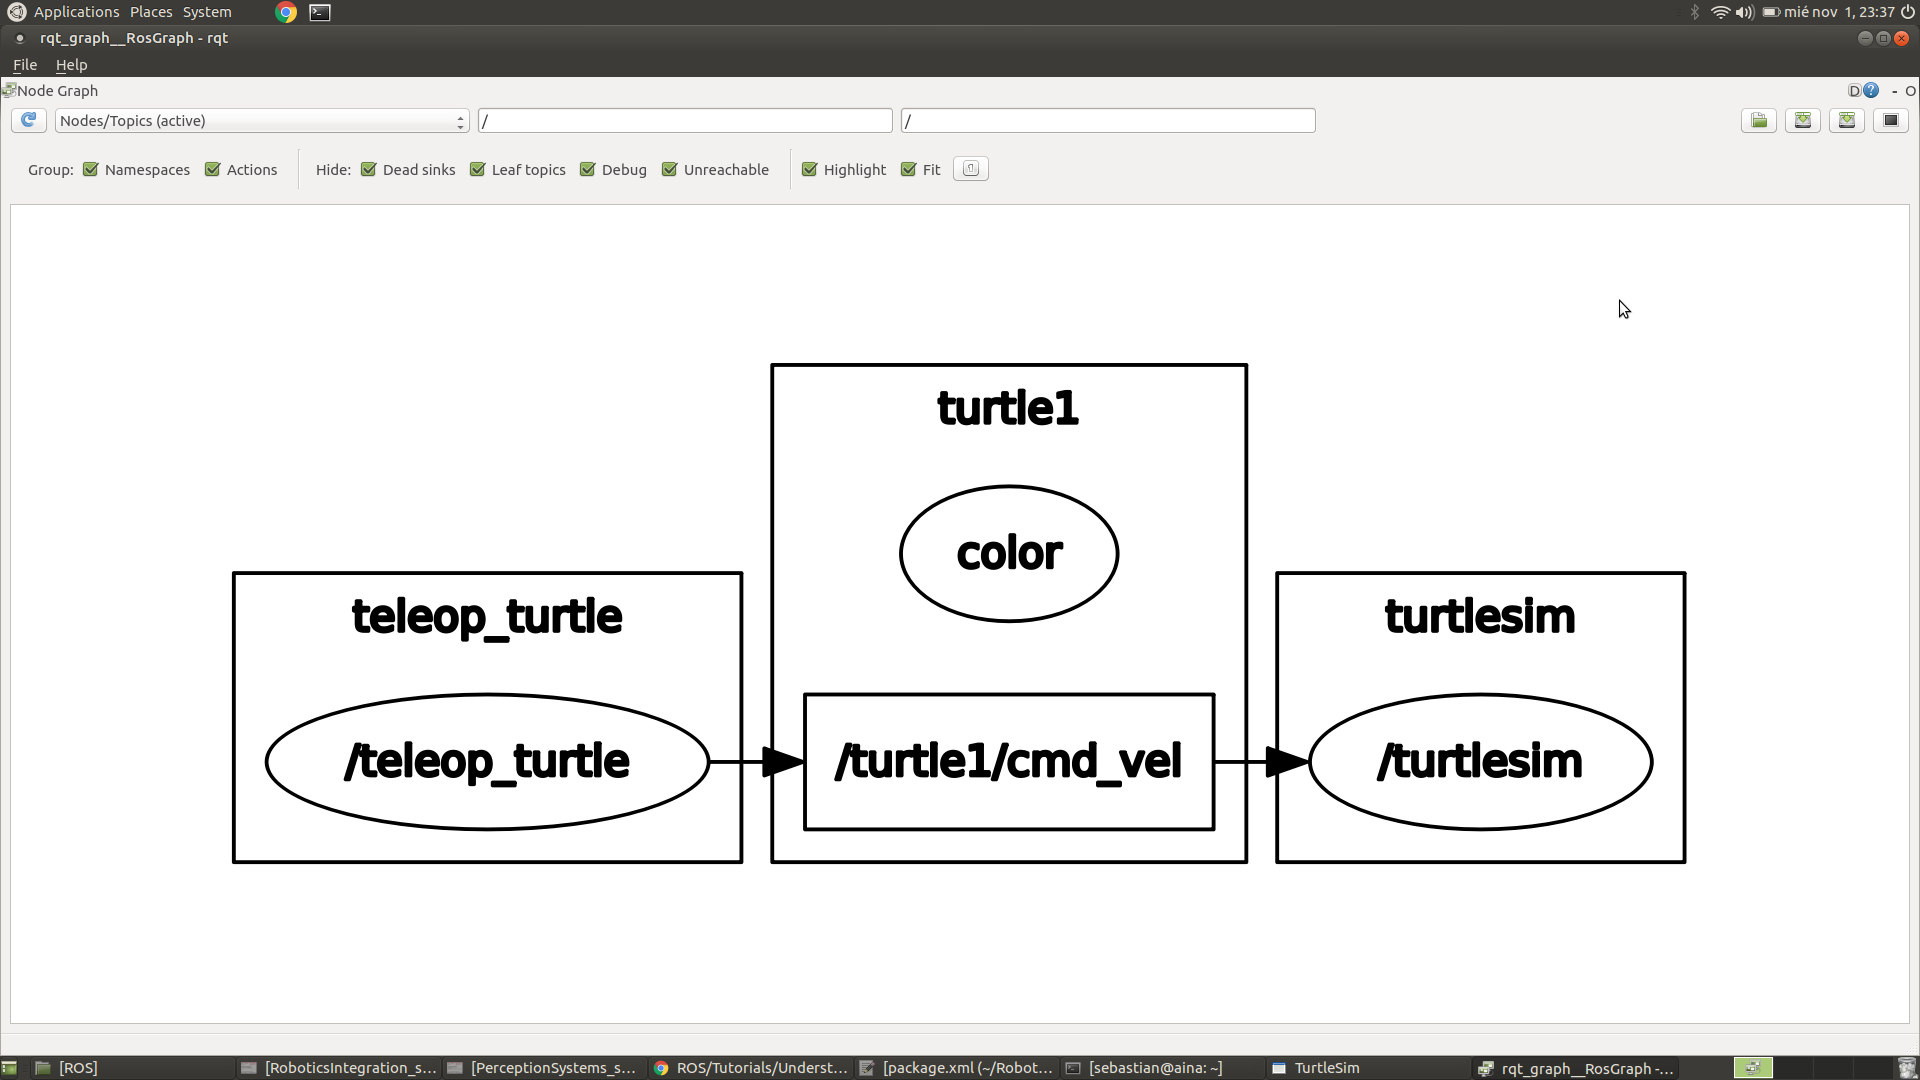 Applications Places System
mié nov 1, 23:37
rqt_graph__RosGraph - rqt
File Help
Node Graph
D ? - O
Nodes/Topics (active) / /
Group: Namespaces Actions Hide: Dead sinks Leaf topics Debug Unreachable Highlight Fit
turtle1
color
teleop_turtle
turtlesim
/teleop_turtle
/turtle1/cmd_vel
/turtlesim
[ROS] [RoboticsIntegration_s... [PerceptionSystems_s... ROS/Tutorials/Underst... [package.xml (~/Robot... [sebastian@aina: ~] TurtleSim rqt_graph__RosGraph -...